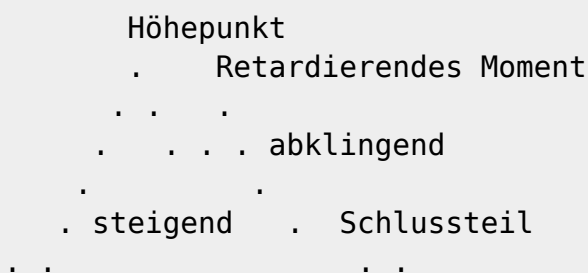 Höhepunkt
. Retardierendes Moment
. . .
. . . . abklingend
. .
. steigend . Schlussteil
. . . .